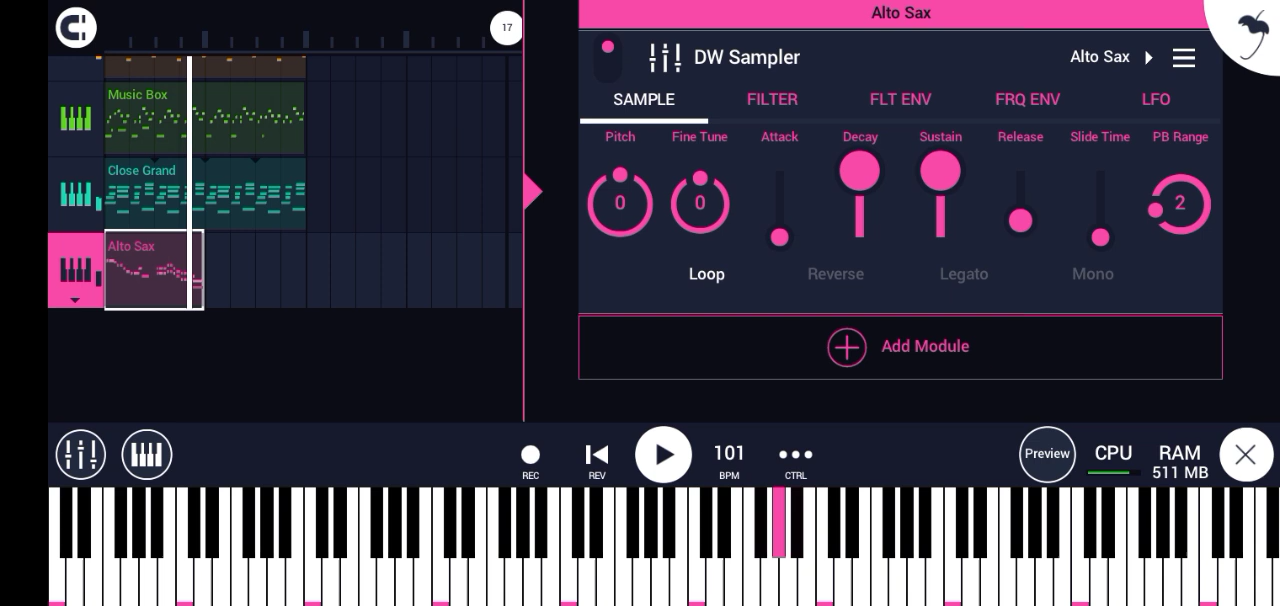 17
Alto Sax
DW Sampler
Alto Sax
SAMPLE FILTER FLT ENV FRQ ENV LFO
Pitch Fine Tune Attack Decay Sustain Release Slide Time PB Range
0 0 2
Loop Reverse Legato Mono
Add Module
Music Box
Close Grand
Alto Sax
REC
REV
101
BPM
CTRL
Preview
CPU
RAM
511 MB